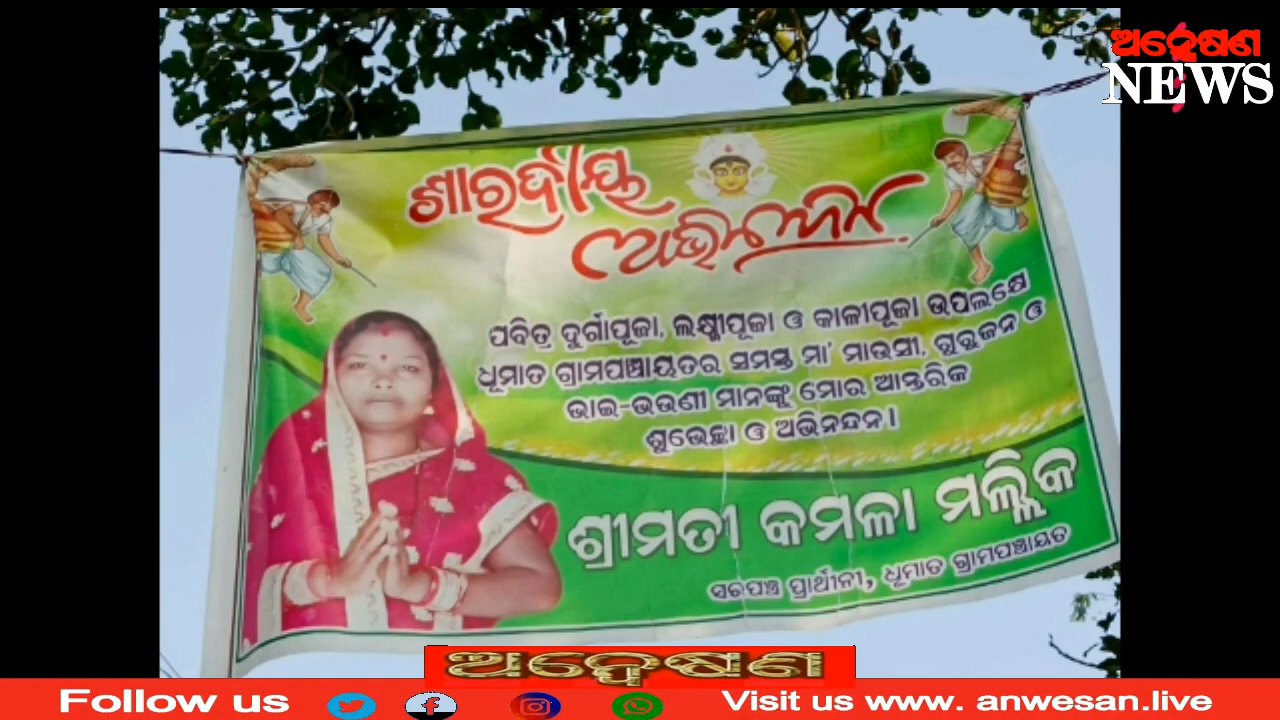 ଅନ୍ୱେଷଣ
NEWS
ଶାରଦୀୟ
ଅଭିନନ୍ଦନ
ପବିତ୍ର ଦୁର୍ଗାପୂଜା, ଲକ୍ଷ୍ମୀପୂଜା ଓ କାଳୀପୂଜା ଉପଲକ୍ଷେ
ଧୂମାତ ଗ୍ରାମପଞ୍ଚାୟତର ସମସ୍ତ ମା' ମାଉସୀ, ଗୁରୁଜନ ଓ
ଭାଇ-ଭଉଣୀ ମାନଙ୍କୁ ମୋର ଆନ୍ତରିକ
ଶୁଭେଚ୍ଛା ଓ ଅଭିନନ୍ଦନ।
ଶ୍ରୀମତୀ କମଳା ମଲ୍ଲିକ
ସରପଞ୍ଚ ପ୍ରାର୍ଥୀନୀ, ଧୂମାତ ଗ୍ରାମପଞ୍ଚାୟତ
ଅନ୍ୱେଷଣ
Follow us
Visit us www. anwesan.live